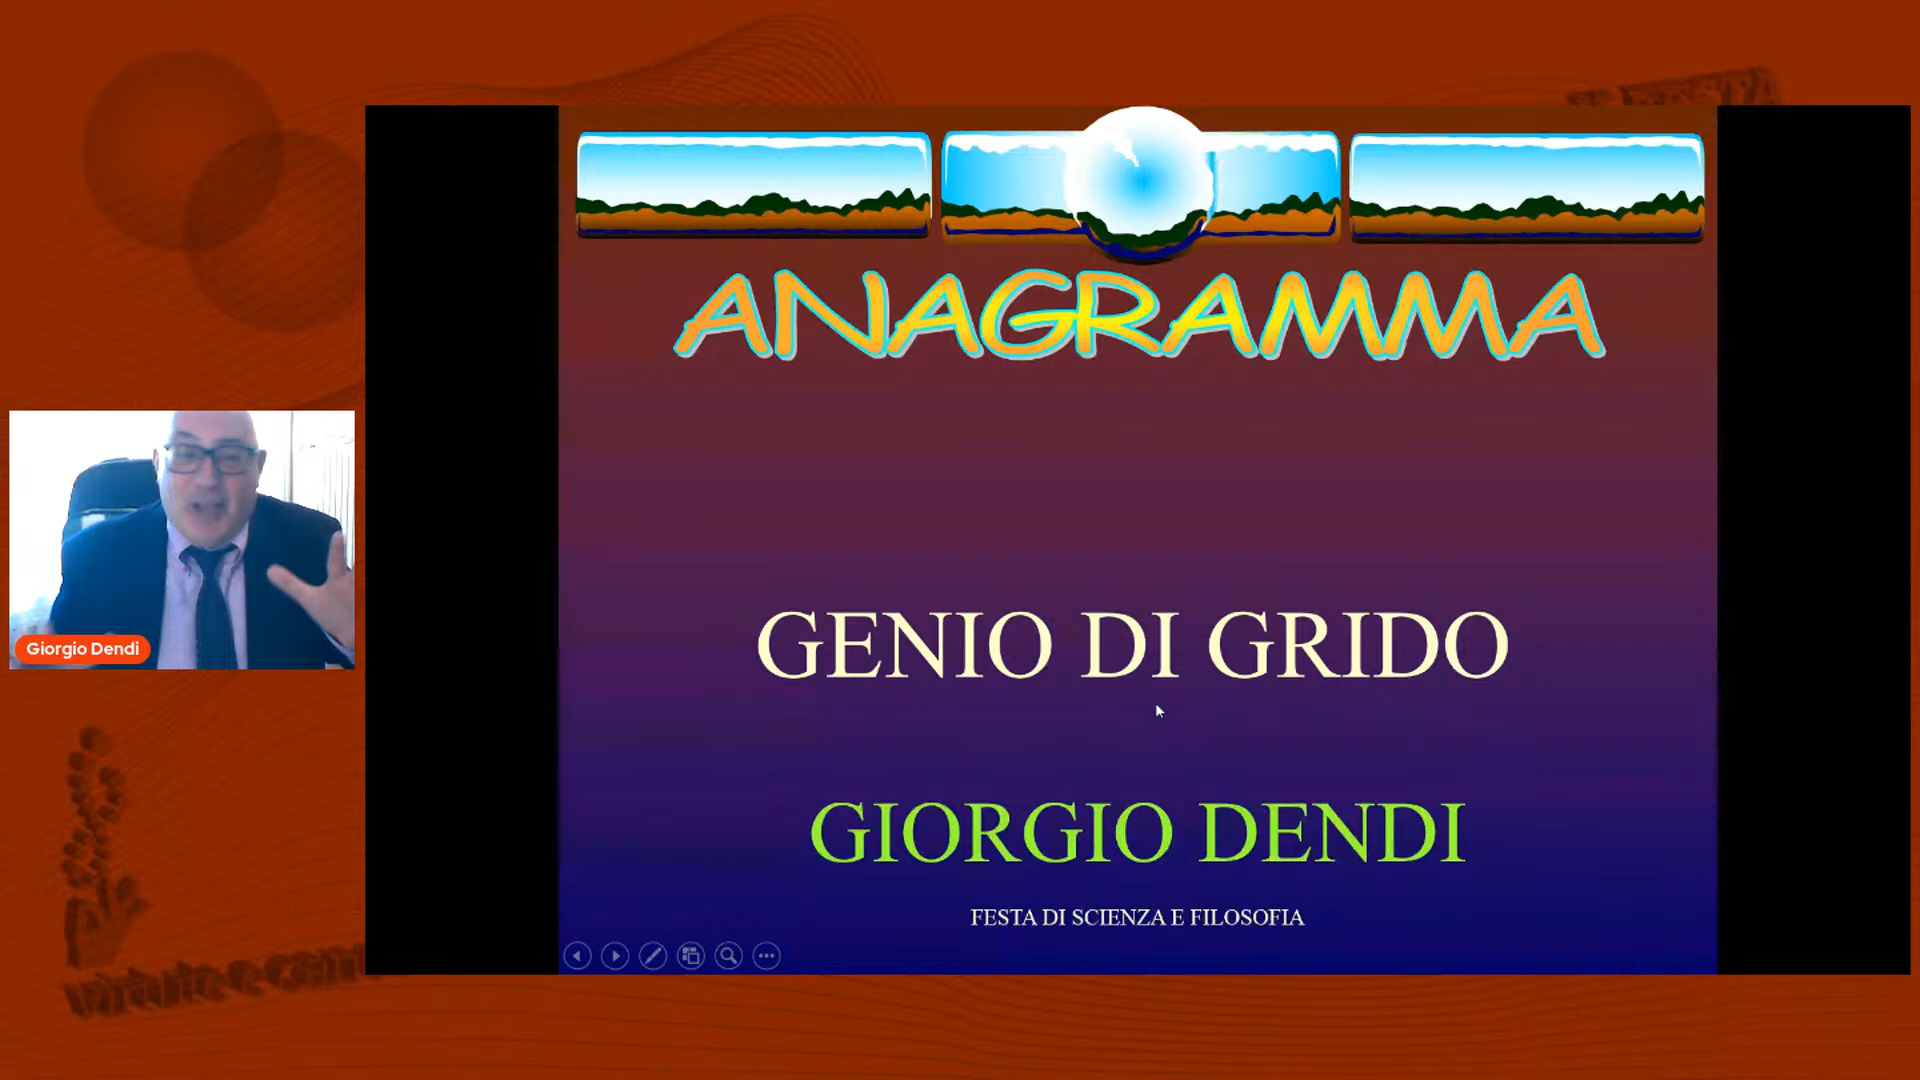 ANAGRAMMA
GENIO DI GRIDO
GIORGIO DENDI
FESTA DI SCIENZA E FILOSOFIA
Giorgio Dendi